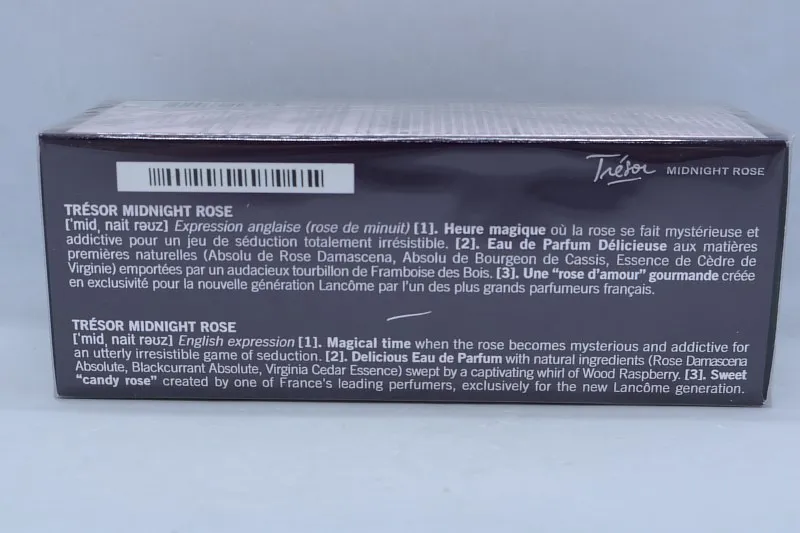 Trésor MIDNIGHT ROSE
TRÉSOR MIDNIGHT ROSE
['mid, nait rəuz] Expression anglaise (rose de minuit) [1]. Heure magique où la rose se fait mystérieuse et
addictive pour un jeu de séduction totalement irrésistible. [2]. Eau de Parfum Délicieuse aux matières
premières naturelles (Absolu de Rose Damascena, Absolu de Bourgeon de Cassis, Essence de Cèdre de
Virginie) emportées par un audacieux tourbillon de Framboise des Bois. [3]. Une “rose d’amour” gourmande créée
en exclusivité pour la nouvelle génération Lancôme par l’un des plus grands parfumeurs français.
TRÉSOR MIDNIGHT ROSE
['mid, nait rəuz] English expression [1]. Magical time when the rose becomes mysterious and addictive for
an utterly irresistible game of seduction. [2]. Delicious Eau de Parfum with natural ingredients (Rose Damascena
Absolute, Blackcurrant Absolute, Virginia Cedar Essence) swept by a captivating whirl of Wood Raspberry. [3]. Sweet
“candy rose” created by one of France’s leading perfumers, exclusively for the new Lancôme generation.